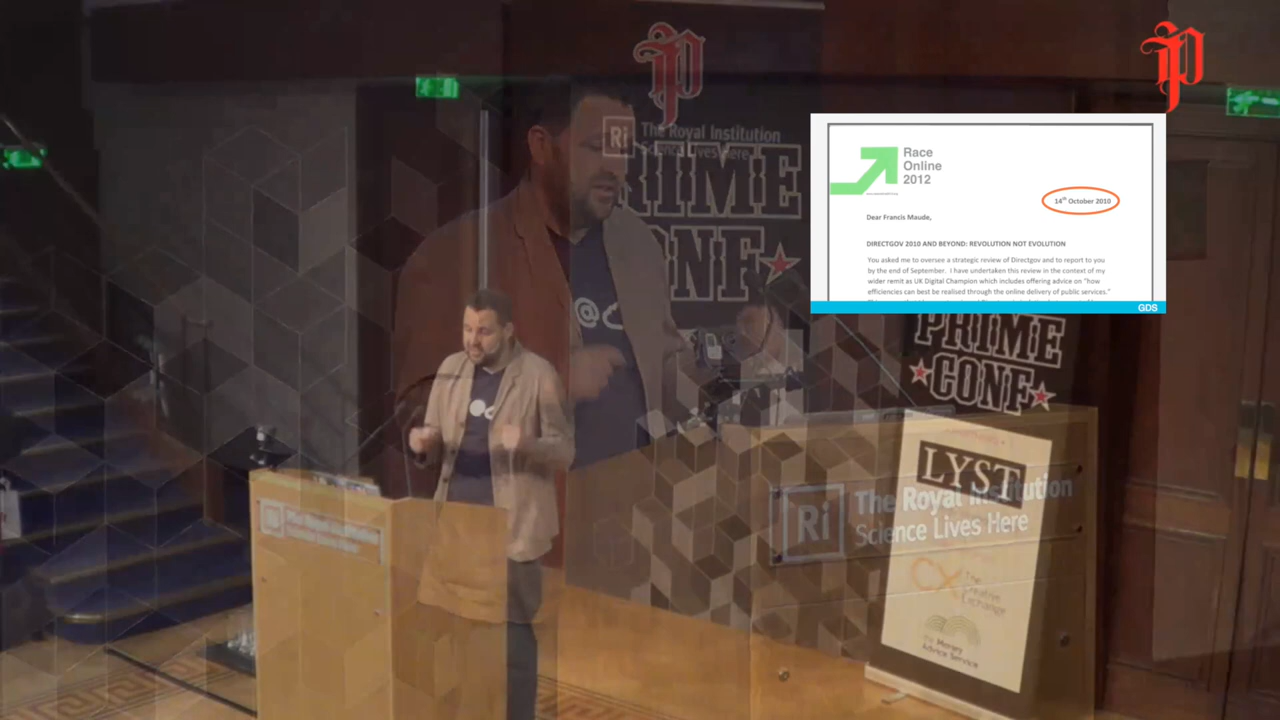 Ri
The Royal Institution
Science Lives Here
PRIME
CONF
Race
Online
2012
14th October 2010
Dear Francis Maude,
DIRECTGOV 2010 AND BEYOND: REVOLUTION NOT EVOLUTION
You asked me to oversee a strategic review of Directgov and to report to you
by the end of September. I have undertaken this review in the context of my
wider remit as UK Digital Champion which includes offering advice on "how
efficiencies can best be realised through the online delivery of public services."
GDS
PRIME
CONF
LYST
Ri
The Royal Institution
Science Lives Here
CX
The
Creative
Exchange
the Money
Advice Service